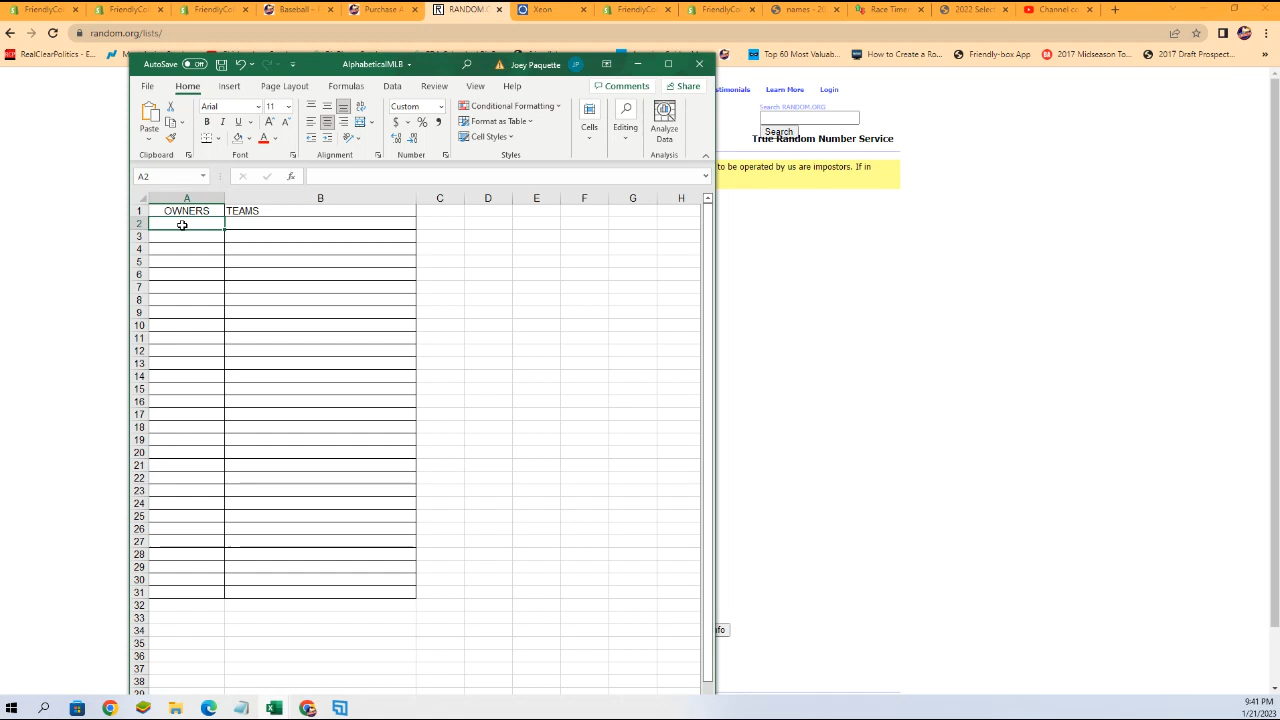 FriendlyCo
FriendlyCo
FriendlyCo
Baseball –
Purchase A
RANDOM.C
Xeon
FriendlyCo
FriendlyCo
names - 20
Race Timer
2022 Select
Channel co
random.org/lists/
RealClearPolitics - E...
Top 60 Most Valuab...
How to Create a Ro...
Friendly-box App
2017 Midseason To...
2017 Draft Prospect...
AutoSave Off
AlphabeticalMLB
Joey Paquette JP
File Home Insert Page Layout Formulas Data Review View Help Comments Share
Paste
Arial 11
B I U A A
Custom
$ % 9
Conditional Formatting
Format as Table
Cell Styles
Cells
Editing
Analyze Data
Clipboard Font Alignment Number Styles Analysis
A2 fx
A B C D E F G H
1 OWNERS TEAMS
2
3
4
5
6
7
8
9
10
11
12
13
14
15
16
17
18
19
20
21
22
23
24
25
26
27
28
29
30
31
32
33
34
35
36
37
38
stimonials Learn More Login
Search RANDOM.ORG
Search
True Random Number Service
to be operated by us are impostors. If in
nfo
9:41 PM
1/21/2023